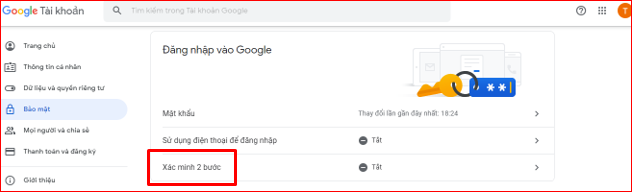 Google Tài khoản
Tìm kiếm trong Tài khoản Google
T
Trang chủ
Thông tin cá nhân
Dữ liệu và quyền riêng tư
Bảo mật
Mọi người và chia sẻ
Thanh toán và đăng ký
Giới thiệu
Đăng nhập vào Google
Mật khẩu
Thay đổi lần gần đây nhất: 18:24
Sử dụng điện thoại để đăng nhập
Tắt
Xác minh 2 bước
Tắt